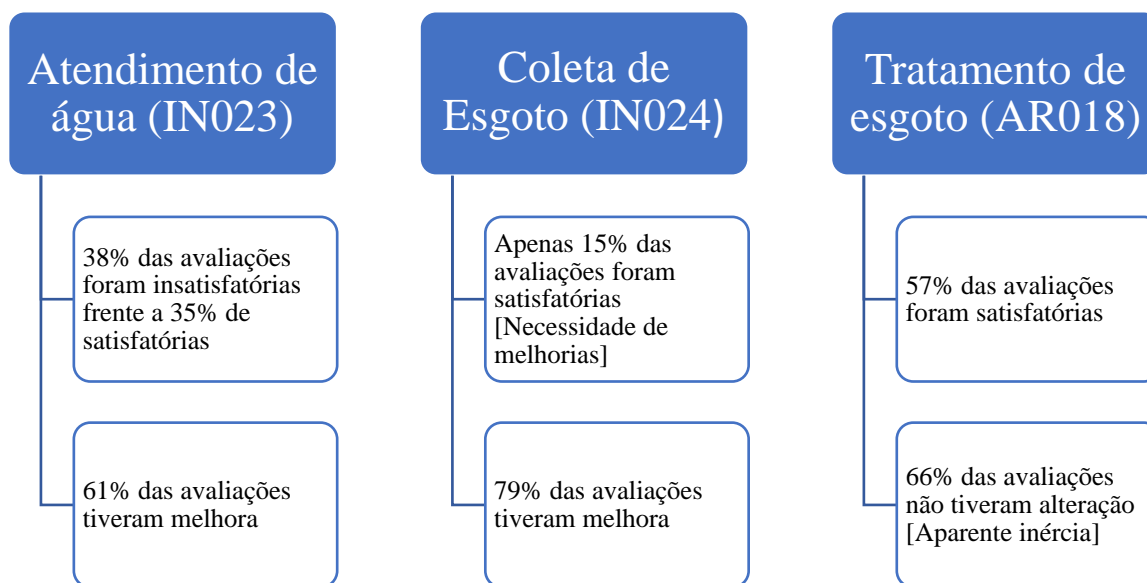 Atendimento de
água (IN023)
38% das avaliações
foram insatisfatórias
frente a 35% de
satisfatórias
61% das avaliações
tiveram melhora
Coleta de
Esgoto (IN024)
Apenas 15% das
avaliações foram
satisfatórias
[Necessidade de
melhorias]
79% das avaliações
tiveram melhora
Tratamento de
esgoto (AR018)
57% das avaliações
foram satisfatórias
66% das avaliações
não tiveram alteração
[Aparente inércia]